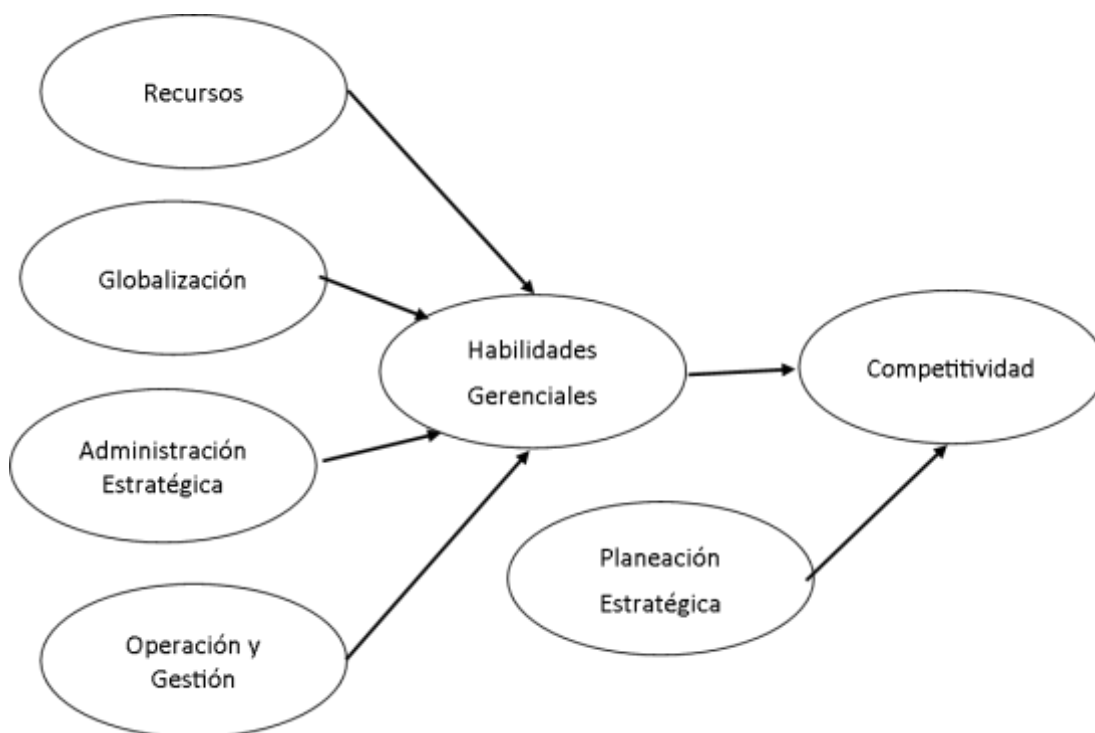 Recursos
Globalización
Habilidades
Gerenciales
Competitividad
Administración
Estratégica
Planeación
Estratégica
Operación y
Gestión